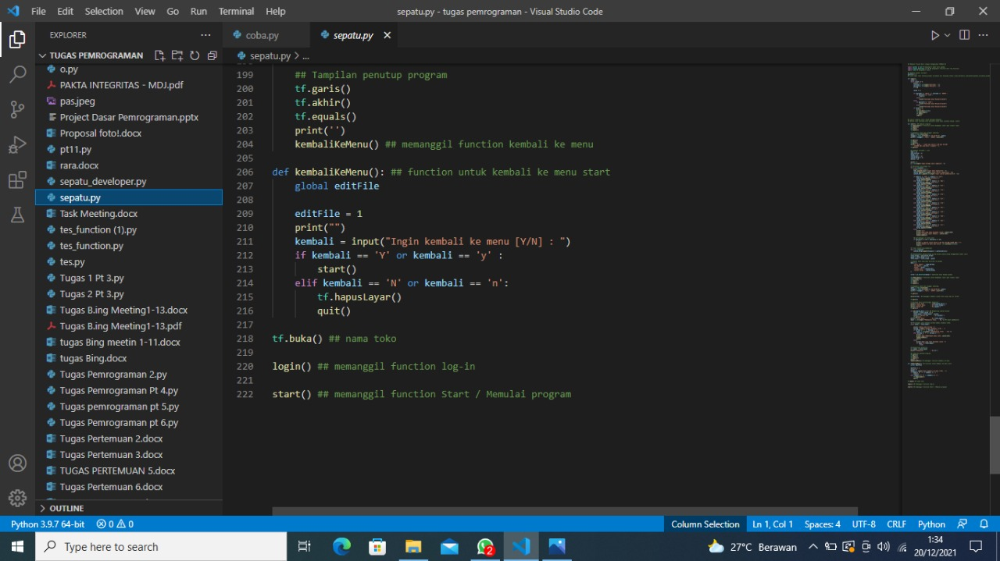 File Edit Selection View Go Run Terminal Help
sepatu.py - tugas pemrograman - Visual Studio Code
EXPLORER
TUGAS PEMROGRAMAN
o.py
PAKTA INTEGRITAS - MDJ.pdf
pas.jpeg
Project Dasar Pemrograman.pptx
Proposal foto!.docx
pt11.py
rara.docx
sepatu_developer.py
sepatu.py
Task Meeting.docx
tes_function (1).py
tes_function.py
tes.py
Tugas 1 Pt 3.py
Tugas 2 Pt 3.py
Tugas B.ing Meeting1-13.docx
Tugas B.ing Meeting1-13.pdf
tugas Bing meetin 1-11.docx
tugas Bing.docx
Tugas Pemrograman 2.py
Tugas Pemrograman Pt 4.py
Tugas pemrograman pt 5.py
Tugas Pemrograman pt 6.py
Tugas Pertemuan 2.docx
Tugas Pertemuan 3.docx
TUGAS PERTEMUAN 5.docx
Tugas Pertemuan 6.docx
OUTLINE
coba.py
sepatu.py
sepatu.py > ...
199 ## Tampilan penutup program
200 tf.garis()
201 tf.akhir()
202 tf.equals()
203 print('')
204 kembaliKeMenu() ## memanggil function kembali ke menu
205
206 def kembaliKeMenu(): ## function untuk kembali ke menu start
207 global editFile
208
209 editFile = 1
210 print("")
211 kembali = input("Ingin kembali ke menu [Y/N] : ")
212 if kembali == 'Y' or kembali == 'y' :
213 start()
214 elif kembali == 'N' or kembali == 'n':
215 tf.hapusLayar()
216 quit()
217
218 tf.buka() ## nama toko
219
220 login() ## memanggil function log-in
221
222 start() ## memanggil function Start / Memulai program
Python 3.9.7 64-bit 0 0
Column Selection Ln 1, Col 1 Spaces: 4 UTF-8 CRLF Python
Type here to search
2
27°C Berawan
1:34
20/12/2021